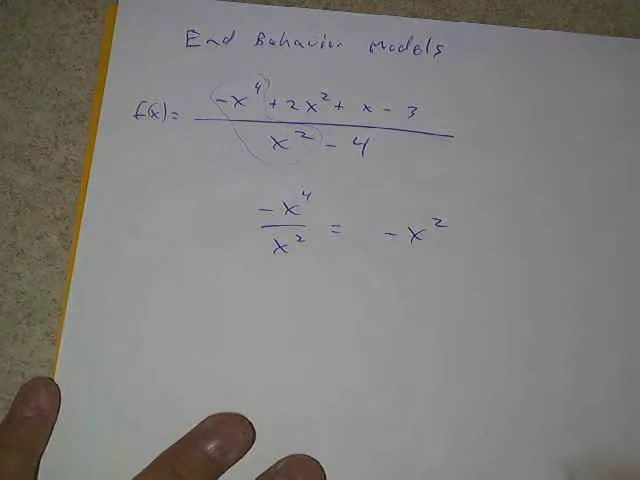 End Behavior Models
f(x) = (-x^4 + 2x^2 + x - 3) / (x^2 - 4)
-x^4 / x^2 = -x^2